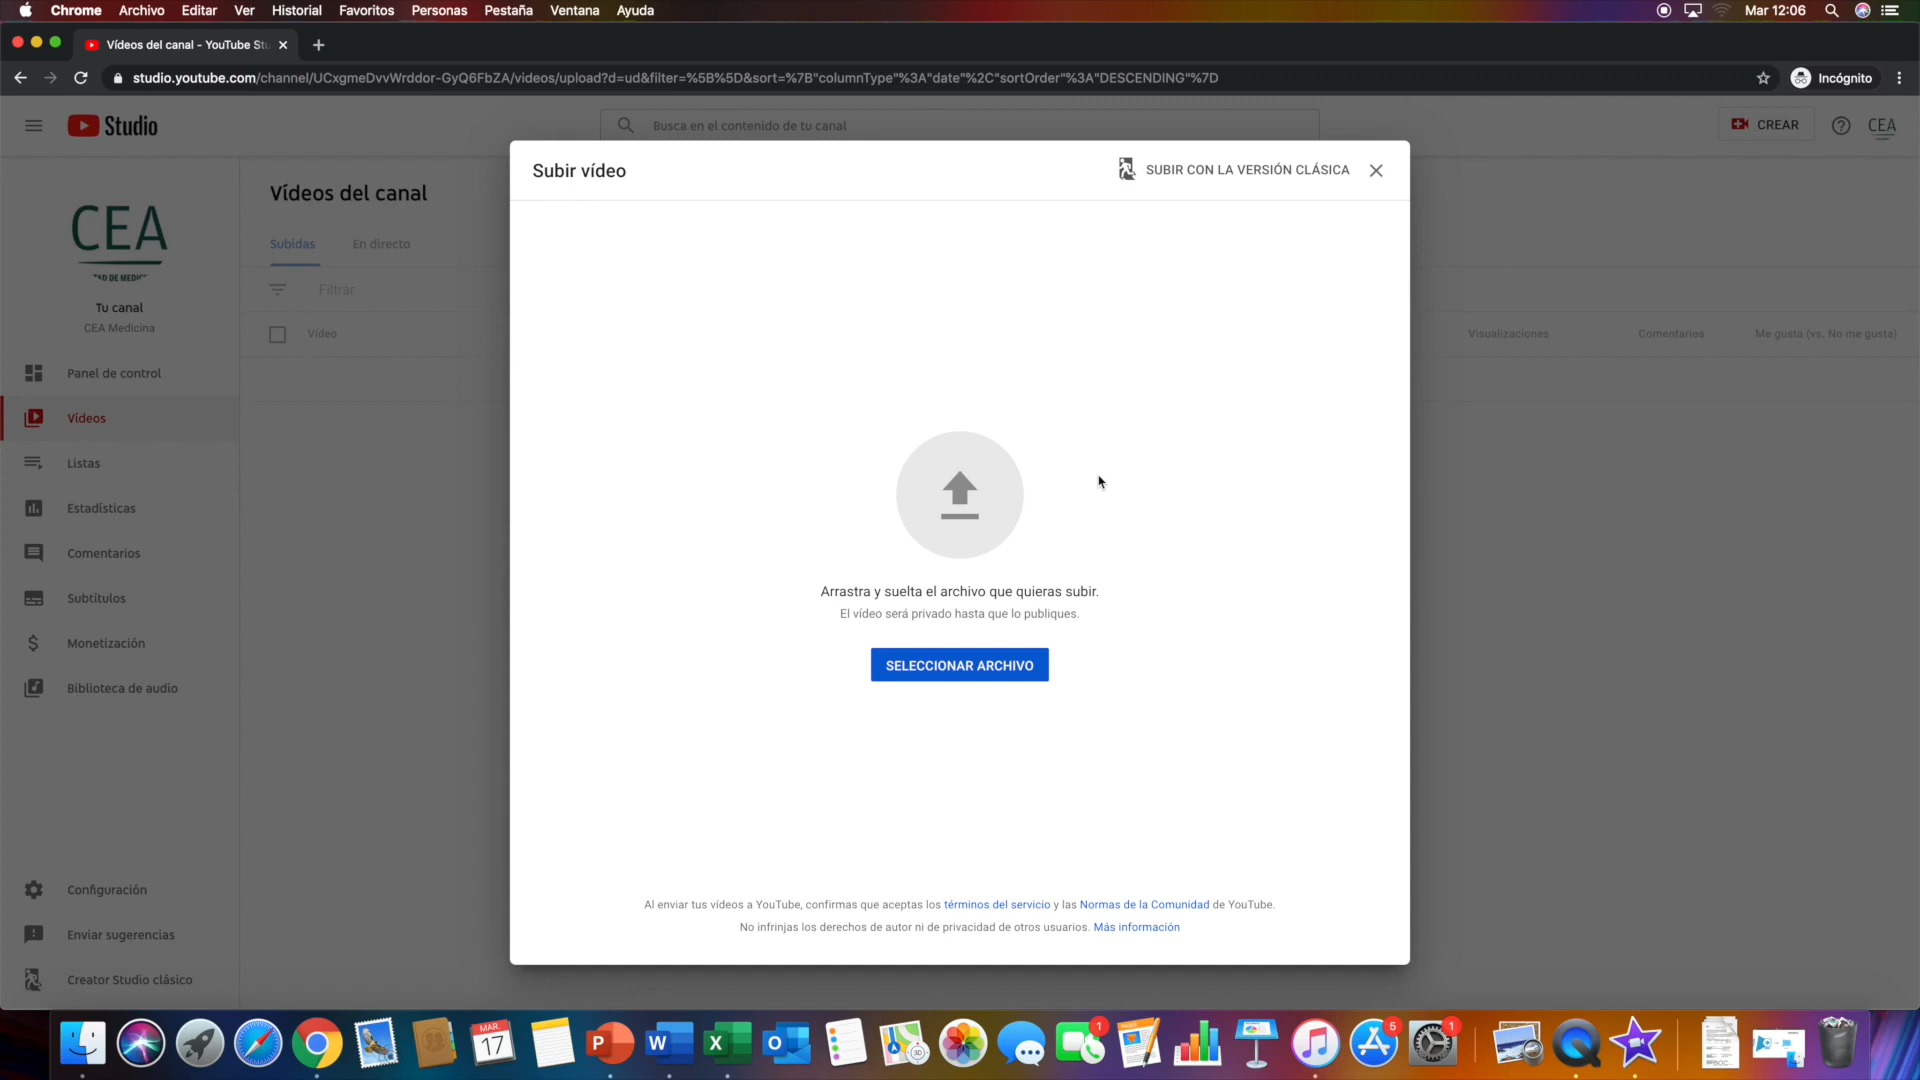 Chrome Archivo Editar Ver Historial Favoritos Personas Pestaña Ventana Ayuda Mar 12:06
Vídeos del canal - YouTube Stu
studio.youtube.com/channel/UCxgmeDvvWrddor-GyQ6FbZA/videos/upload?d=ud&filter=%5B%5D&sort=%7B"columnType"%3A"date"%2C"sortOrder"%3A"DESCENDING"%7D Incógnito
Studio Busca en el contenido de tu canal CREAR CEA
Subir vídeo SUBIR CON LA VERSIÓN CLÁSICA
Vídeos del canal
CEA
Subidas En directo
Filtrar
Tu canal
CEA Medicina
Vídeo Visualizaciones Comentarios Me gusta (vs. No me gusta)
Panel de control
Vídeos
Listas
Estadísticas
Comentarios
Subtítulos
Monetización
Biblioteca de audio
Arrastra y suelta el archivo que quieras subir.
El vídeo será privado hasta que lo publiques.
SELECCIONAR ARCHIVO
Configuración
Enviar sugerencias
Creator Studio clásico
Al enviar tus vídeos a YouTube, confirmas que aceptas los términos del servicio y las Normas de la Comunidad de YouTube.
No infrinjas los derechos de autor ni de privacidad de otros usuarios. Más información
MAR.
17
P W X O 3D 1 5 1